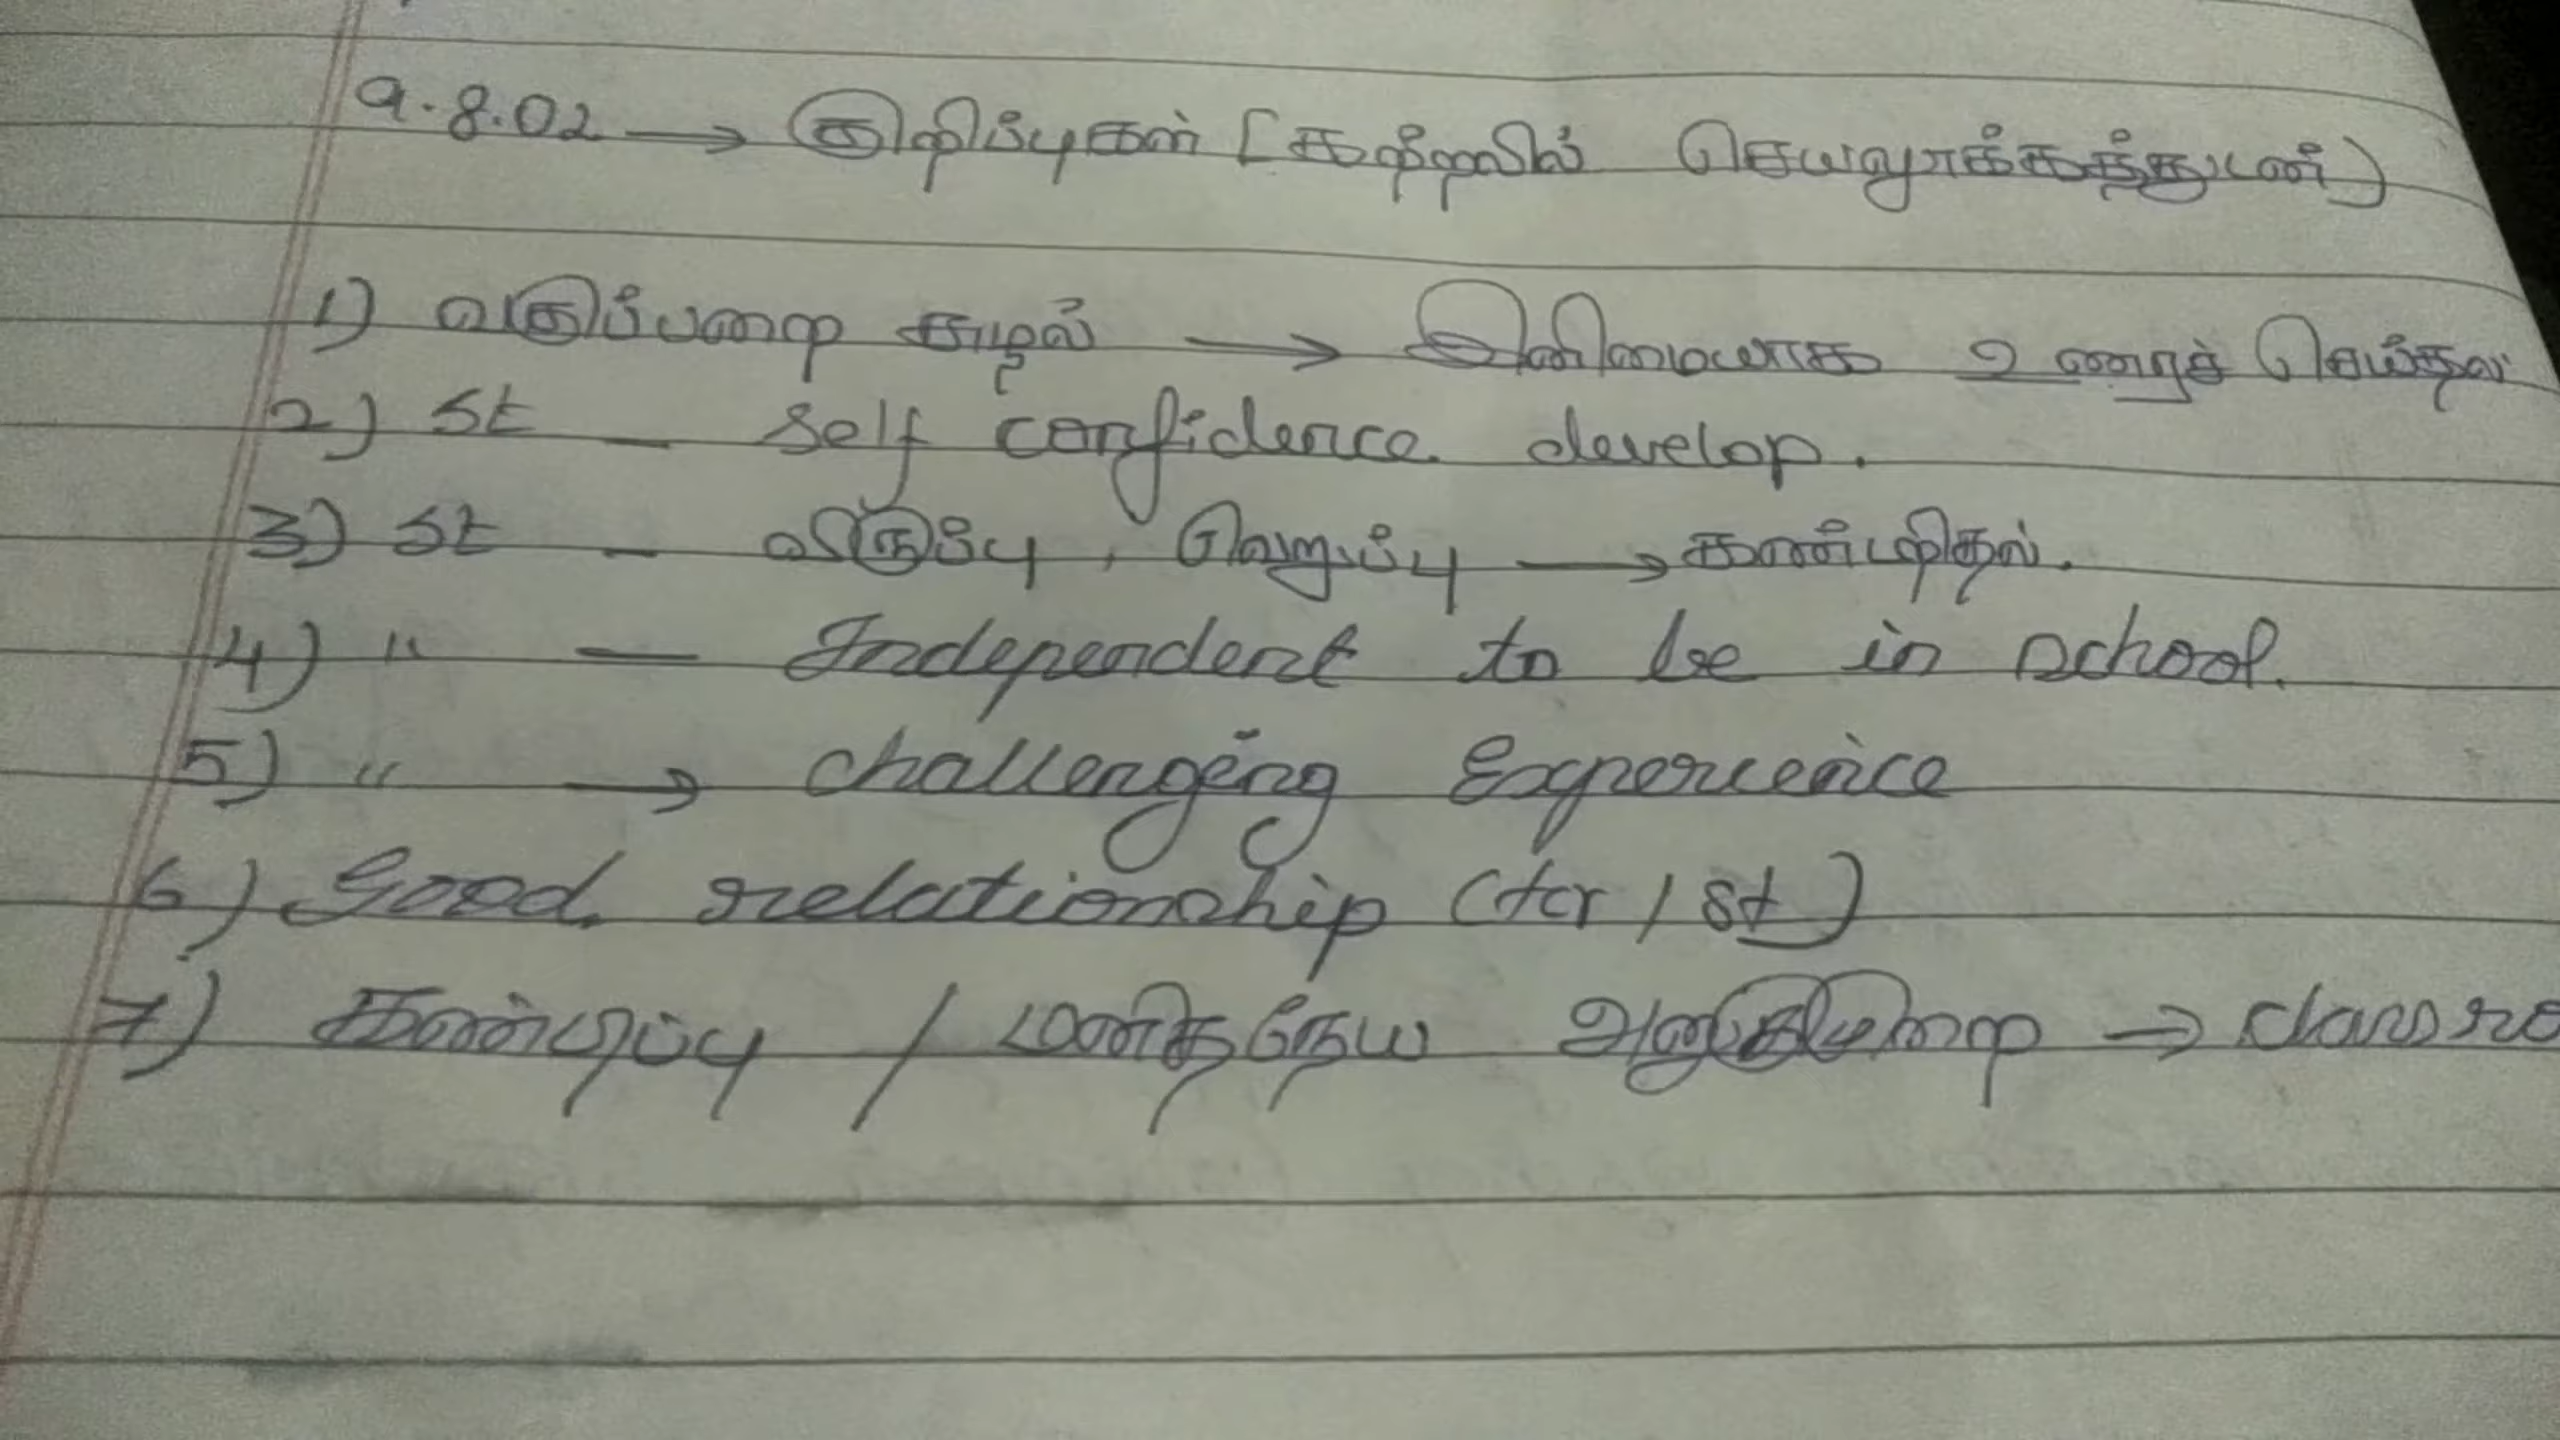 9.8.02 → குறிப்புகள் [கற்றலில் செயலூக்கத்துடன்)
1) வகுப்பறை சூழல் → இனிமையாக உணரச் செய்தல்
2) St - Self confidence develop.
3) St - விருப்பு, வெறுப்பு → கண்டறிதல்.
4) " - Independent to be in school.
5) " → challenging Experience
6) Good relationship (tcr / st)
7) கண்டிப்பு / மனிதநேய அணுகுமுறை → classro